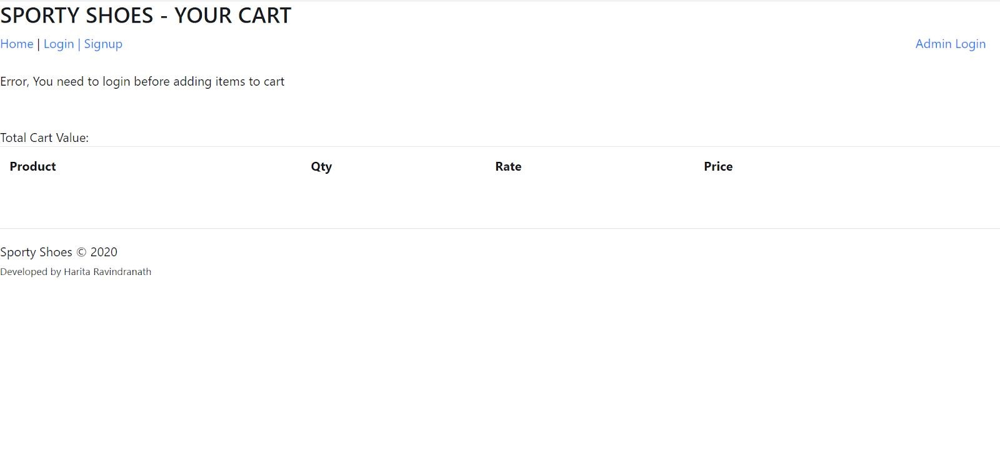 SPORTY SHOES - YOUR CART
Home | Login | Signup Admin Login
Error, You need to login before adding items to cart
Total Cart Value:
Product Qty Rate Price
Sporty Shoes © 2020
Developed by Harita Ravindranath